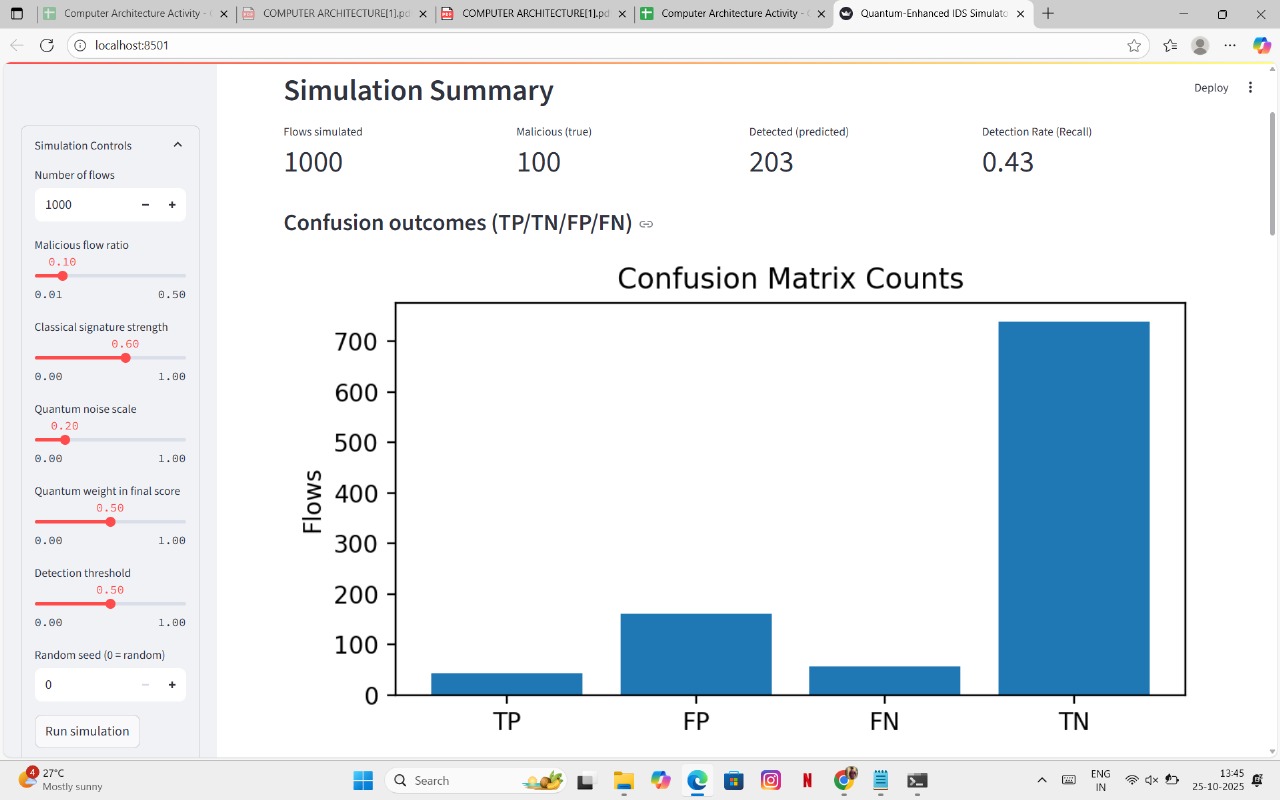 Computer Architecture Activity - G
COMPUTER ARCHITECTURE[1].pd
COMPUTER ARCHITECTURE[1].pd
Computer Architecture Activity - G
Quantum-Enhanced IDS Simulato
localhost:8501
Deploy
Simulation Controls
Number of flows
1000
Malicious flow ratio
0.10
0.01 0.50
Classical signature strength
0.60
0.00 1.00
Quantum noise scale
0.20
0.00 1.00
Quantum weight in final score
0.50
0.00 1.00
Detection threshold
0.50
0.00 1.00
Random seed (0 = random)
0
Run simulation
Simulation Summary
Flows simulated Malicious (true) Detected (predicted) Detection Rate (Recall)
1000 100 203 0.43
Confusion outcomes (TP/TN/FP/FN)
Confusion Matrix Counts
700
600
500
400
300
200
100
0
Flows
TP FP FN TN
4
27°C
Mostly sunny
Search
ENG
IN
13:45
25-10-2025